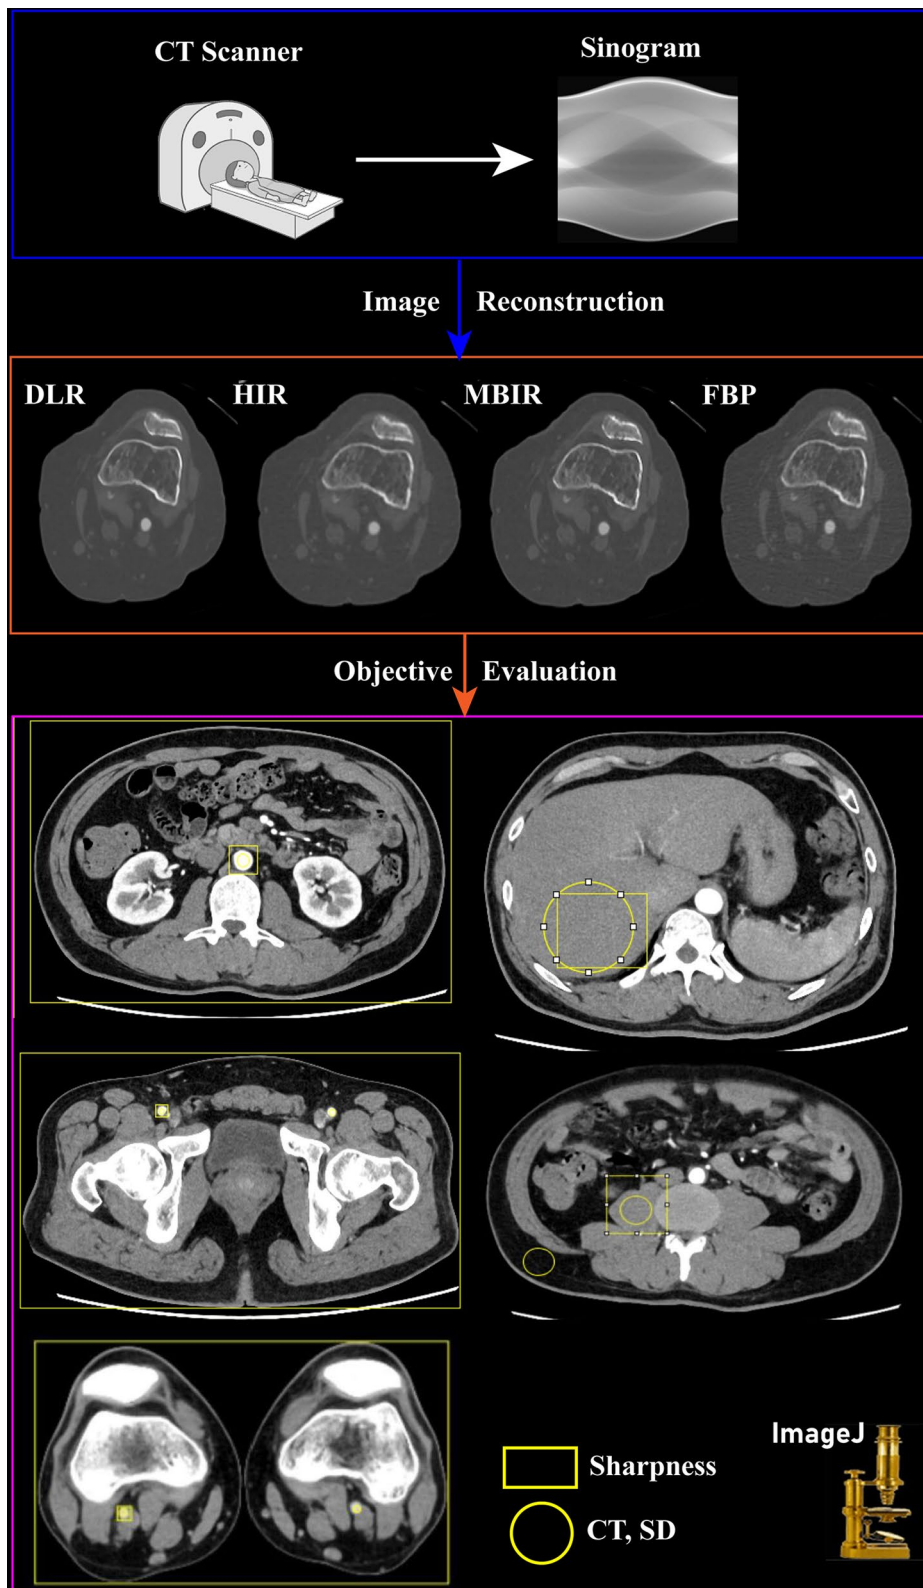 CT Scanner
Sinogram
Image Reconstruction
DLR HIR MBIR FBP
Objective Evaluation
ImageJ
Sharpness
CT, SD